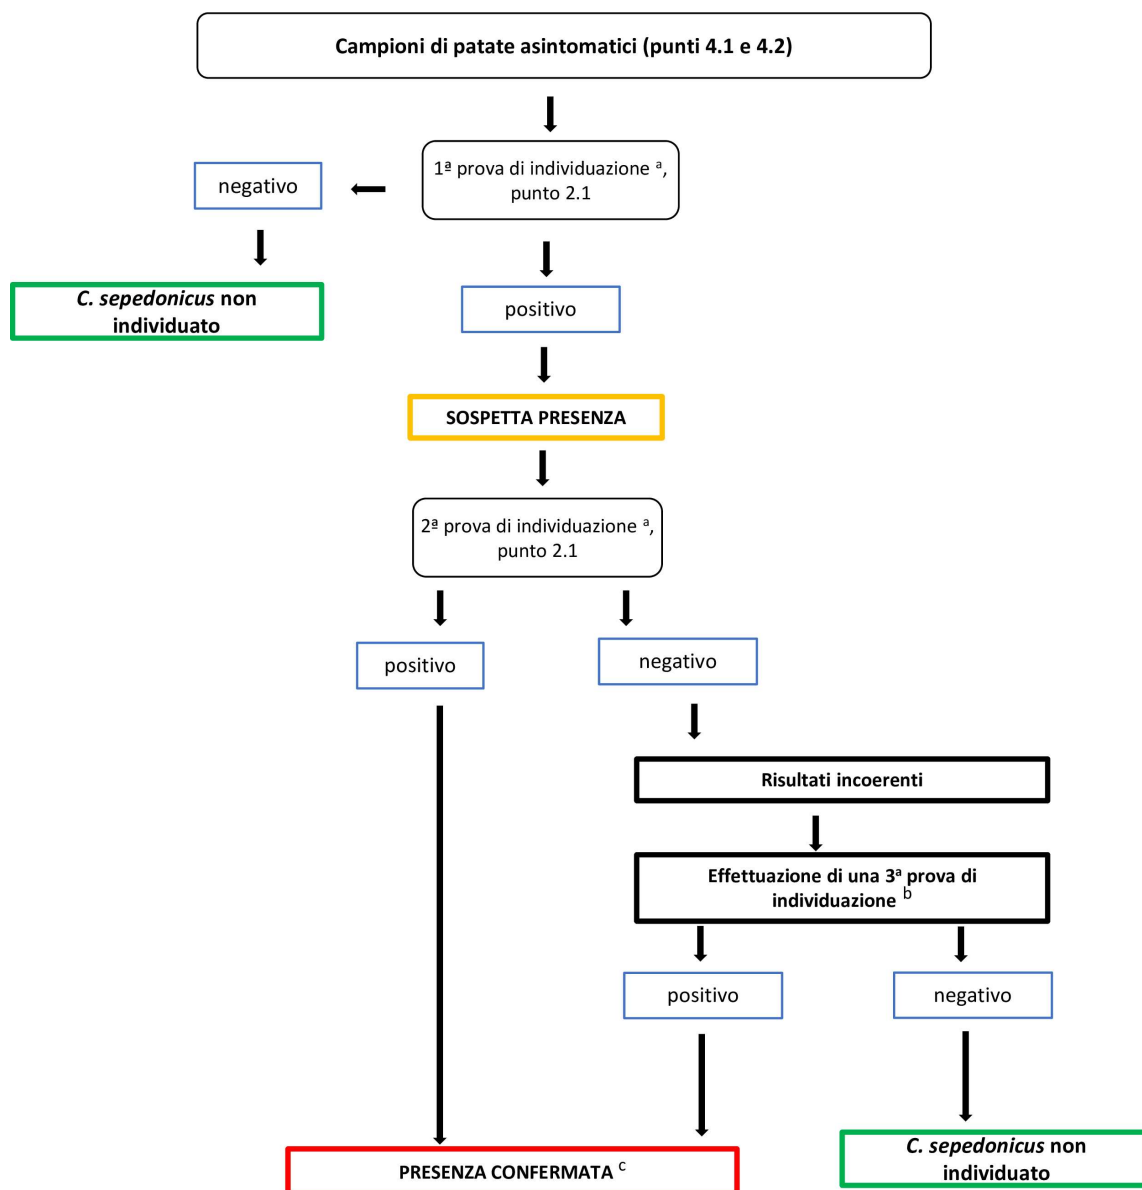 Campioni di patate asintomatici (punti 4.1 e 4.2)
1ª prova di individuazione ª,
punto 2.1
negativo
C. sepedonicus non
individuato
positivo
SOSPETTA PRESENZA
2ª prova di individuazione ª,
punto 2.1
positivo
negativo
Risultati incoerenti
Effettuazione di una 3ª prova di
individuazione b
positivo
negativo
C. sepedonicus non
individuato
PRESENZA CONFERMATA c